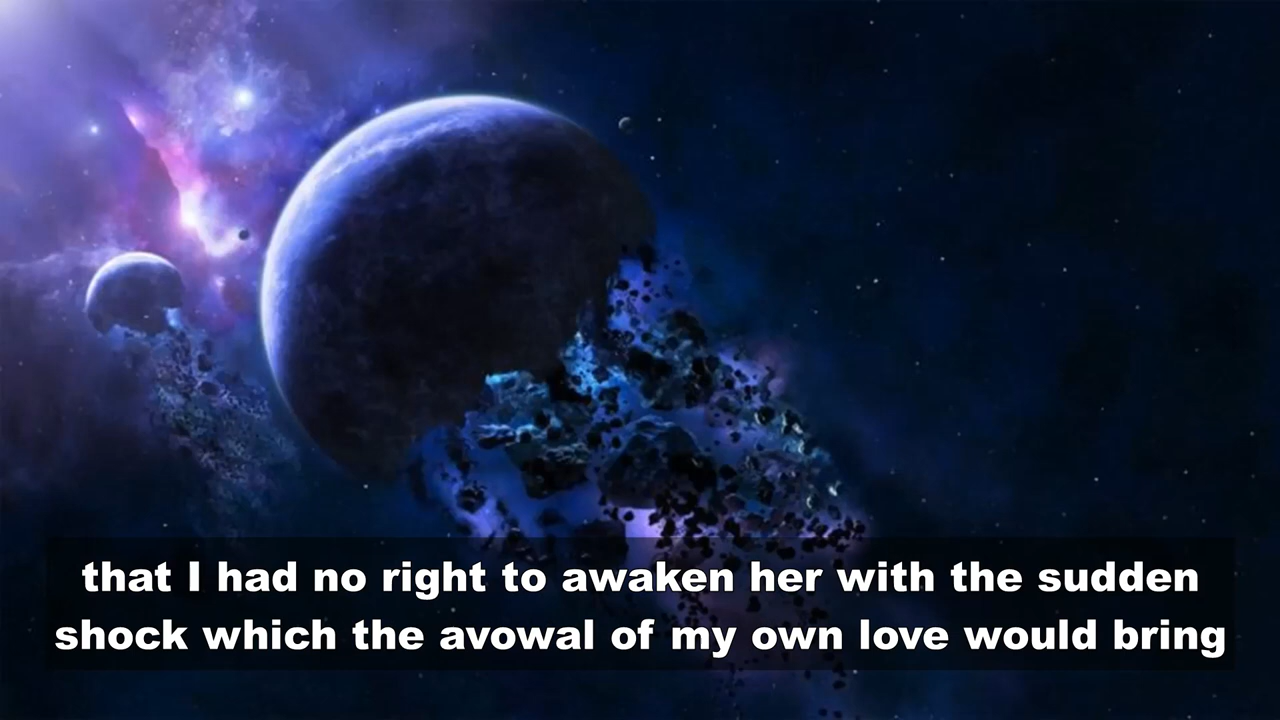 that I had no right to awaken her with the sudden
shock which the avowal of my own love would bring